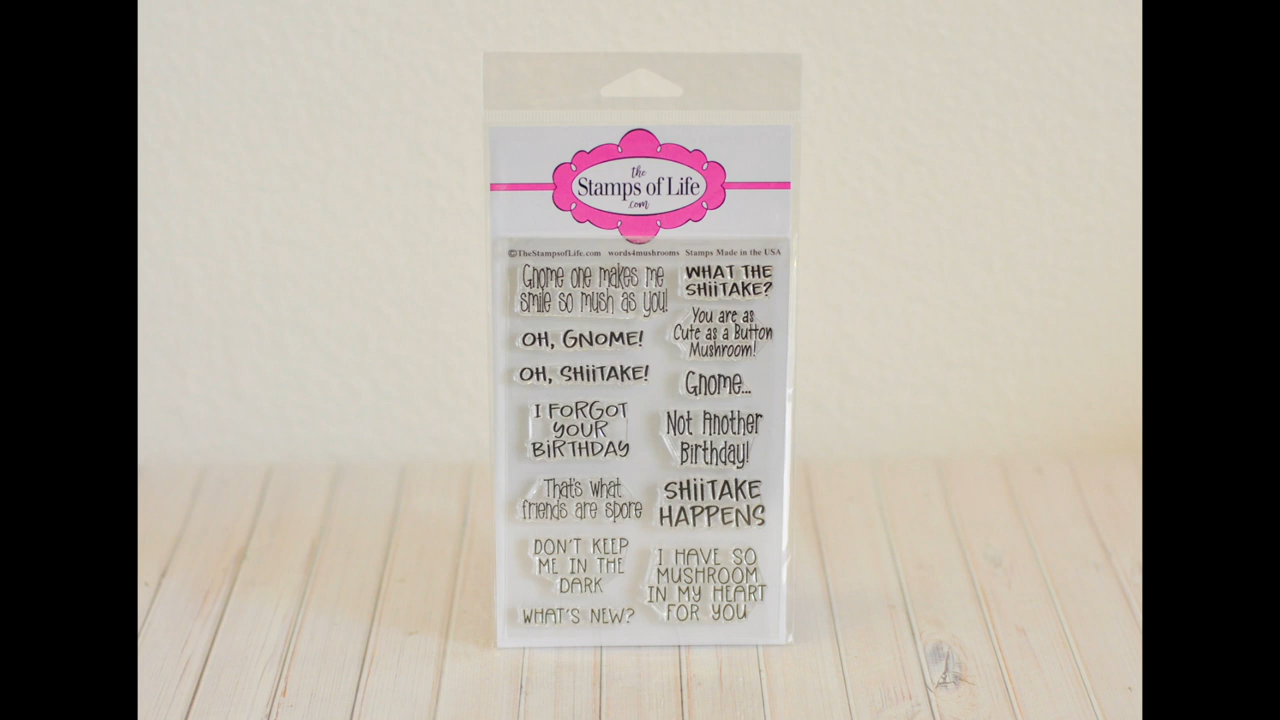 the
Stamps of Life
.com
©TheStampsofLife.com words4mushrooms Stamps Made in the USA
Gnome one makes me
smile so mush as you!
WHAT THE
SHiiTAKE?
OH, GNOME!
You are as
Cute as a Button
Mushroom!
OH, SHiiTAKE!
Gnome...
I FORGOT
YOUR
BiRTHDAY
Not Another
Birthday!
That's what
friends are spore
SHiiTAKE
HAPPENS
DON'T KEEP
ME IN THE
DARK
I HAVE SO
MUSHROOM
IN MY HEART
FOR YOU
WHAT'S NEW?